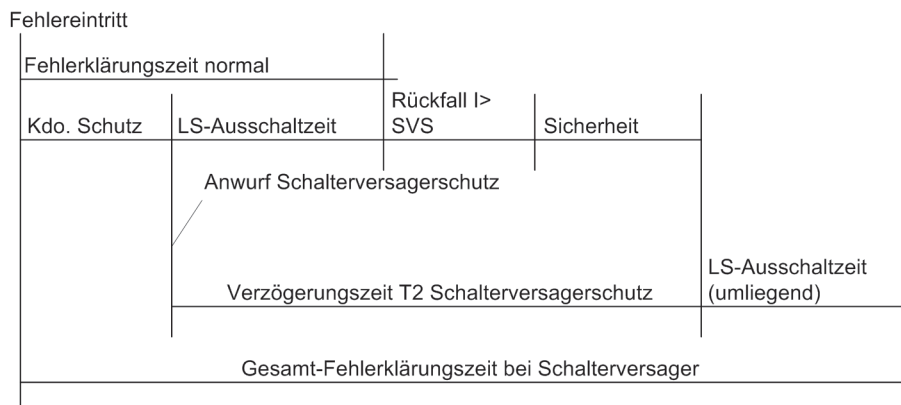 Fehlereintritt
Fehlerklärungszeit normal
Kdo. Schutz
LS-Ausschaltzeit
Rückfall I>
SVS
Sicherheit
Anwurf Schalterversagerschutz
Verzögerungszeit T2 Schalterversagerschutz
LS-Ausschaltzeit
(umliegend)
Gesamt-Fehlerklärungszeit bei Schalterversager